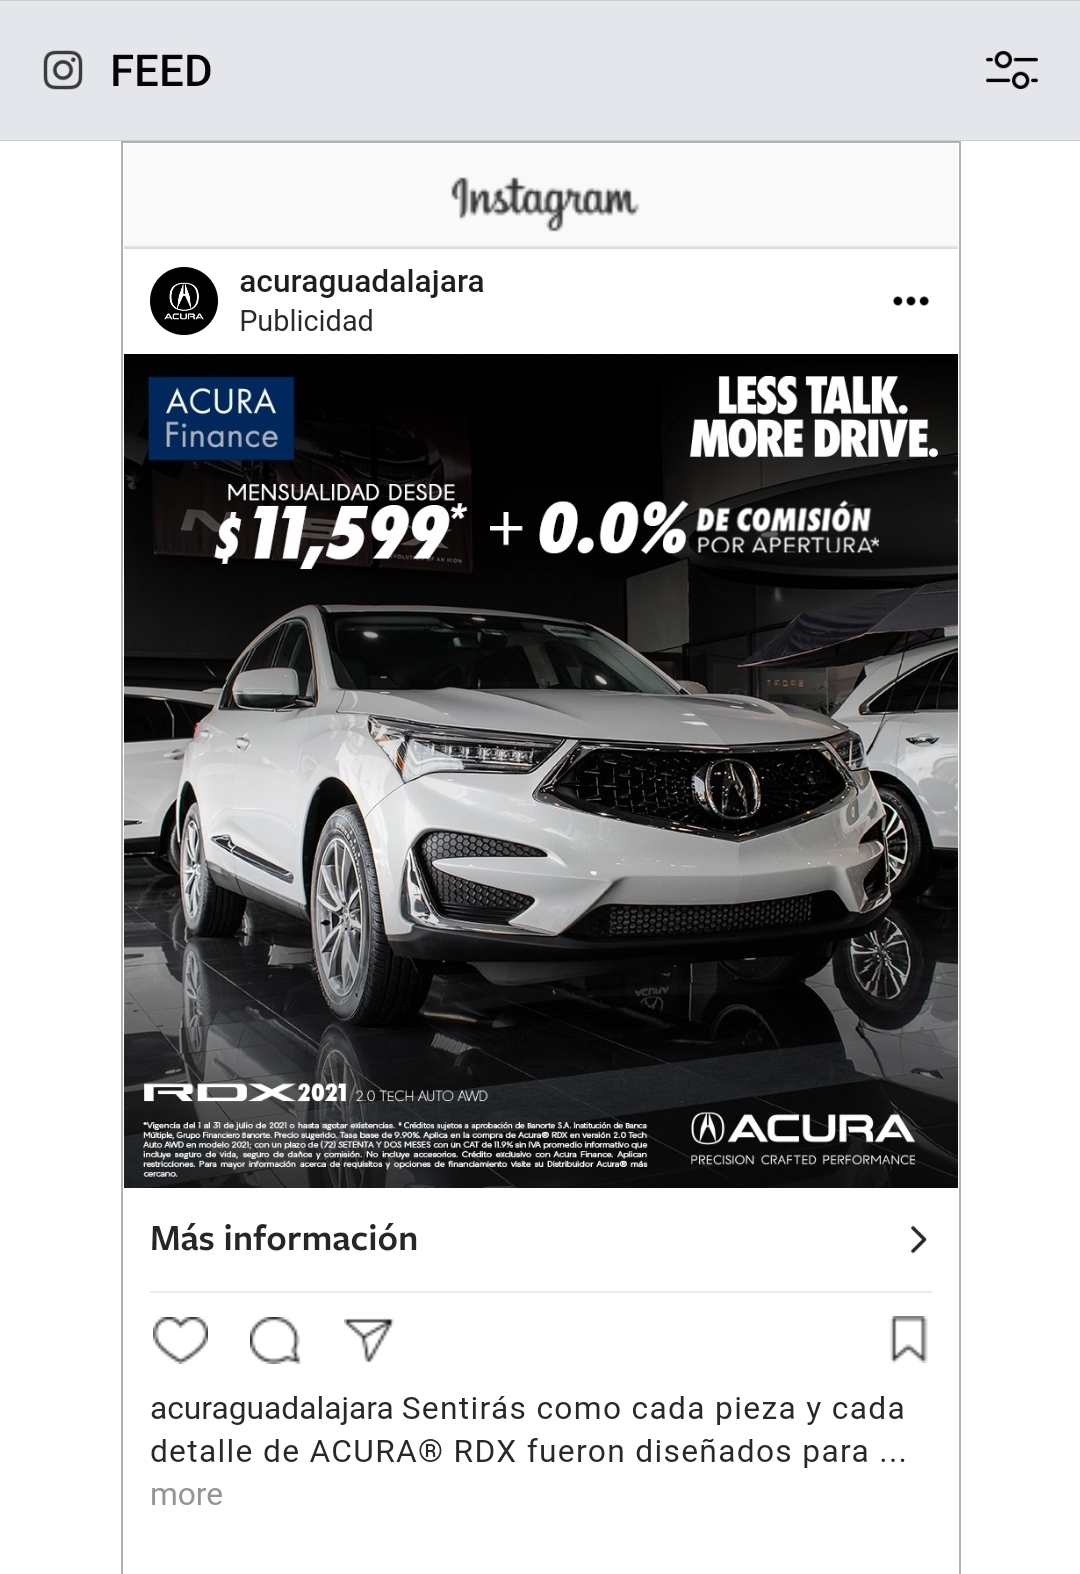 FEED
Instagram
acuraguadalajara
Publicidad
ACURA
ACURA
Finance
LESS TALK.
MORE DRIVE.
MENSUALIDAD DESDE
$11,599* + 0.0% DE COMISIÓN
POR APERTURA*
RDX 2021 2.0 TECH AUTO AWD
*Vigencia del 1 al 31 de julio de 2021 o hasta agotar existencias. * Créditos sujetos a aprobación de Banorte S.A. Institución de Banca
Múltiple, Grupo Financiero Banorte. Precio sugerido. Tasa base de 9.90%. Aplica en la compra de Acura® RDX en versión 2.0 Tech
Auto AWD en modelo 2021; con un plazo de (72) SETENTA Y DOS MESES con un CAT de 11.9% sin IVA promedio informativo que
incluye seguro de vida, seguro de daños y comisión. No incluye accesorios. Crédito exclusivo con Acura Finance. Aplican
restricciones. Para mayor información acerca de requisitos y opciones de financiamiento visite su Distribuidor Acura® más
cercano.
ACURA
PRECISION CRAFTED PERFORMANCE
Más información
acuraguadalajara Sentirás como cada pieza y cada
detalle de ACURA® RDX fueron diseñados para ...
more